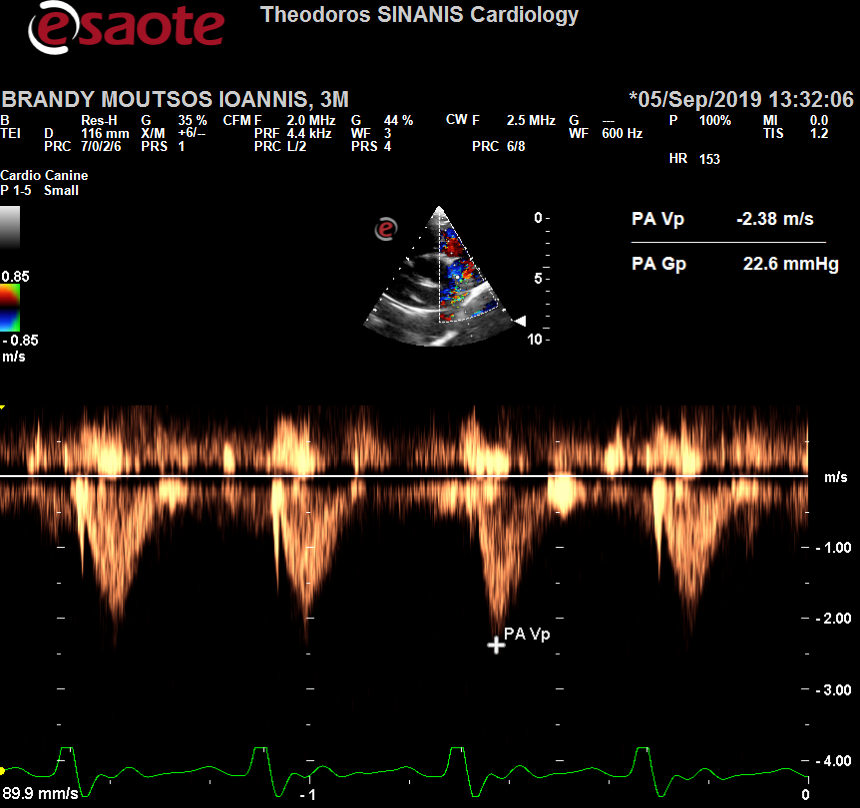 esaote
Theodoros SINANIS Cardiology
BRANDY MOUTSOS IOANNIS, 3M *05/Sep/2019 13:32:06
B Res-H G 35 % CFM F 2.0 MHz G 44 % CW F 2.5 MHz G --- P 100% MI 0.0
TEI D 116 mm X/M +6/-- PRF 4.4 kHz WF 3 WF 600 Hz TIS 1.2
PRC 7/0/2/6 PRS 1 PRC L/2 PRS 4 PRC 6/8
HR 153
Cardio Canine
P 1-5 Small
0.85
-0.85
m/s
e
0
5
10
PA Vp -2.38 m/s
PA Gp 22.6 mmHg
m/s
-1.00
-2.00
PA Vp
-3.00
-4.00
89.9 mm/s -1 0